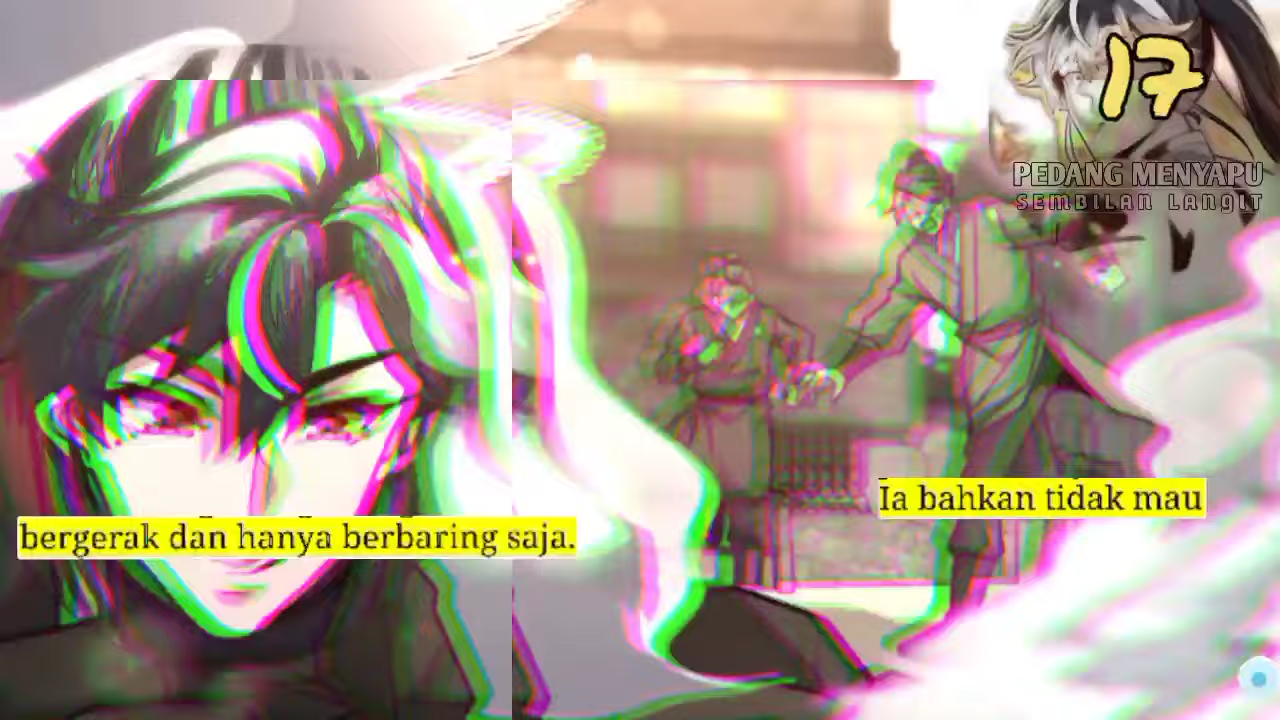 17
PEDANG MENYAPU
SEMBILAN LANGIT
Ia bahkan tidak mau
bergerak dan hanya berbaring saja.